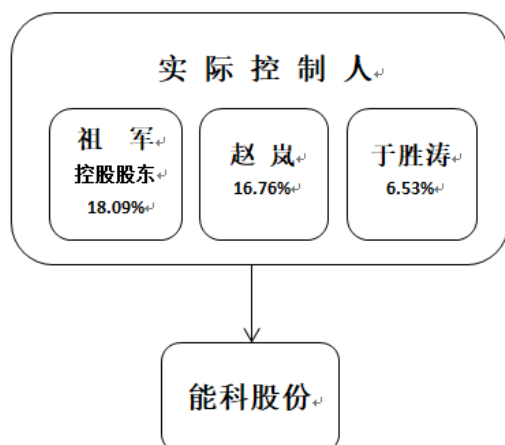 实 际 控 制 人
祖 军
控股股东
18.09%
赵 岚
16.76%
于胜涛
6.53%
能科股份